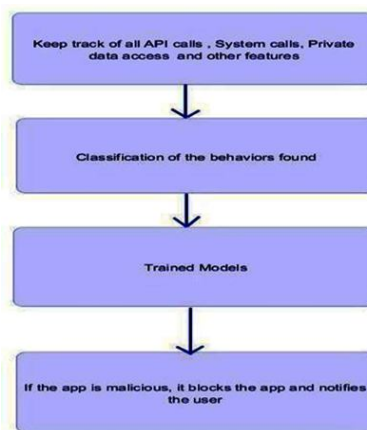 Keep track of all API calls , System calls, Private
data access and other features
Classification of the behaviors found
Trained Models
If the app is malicious, it blocks the app and notifies
the user